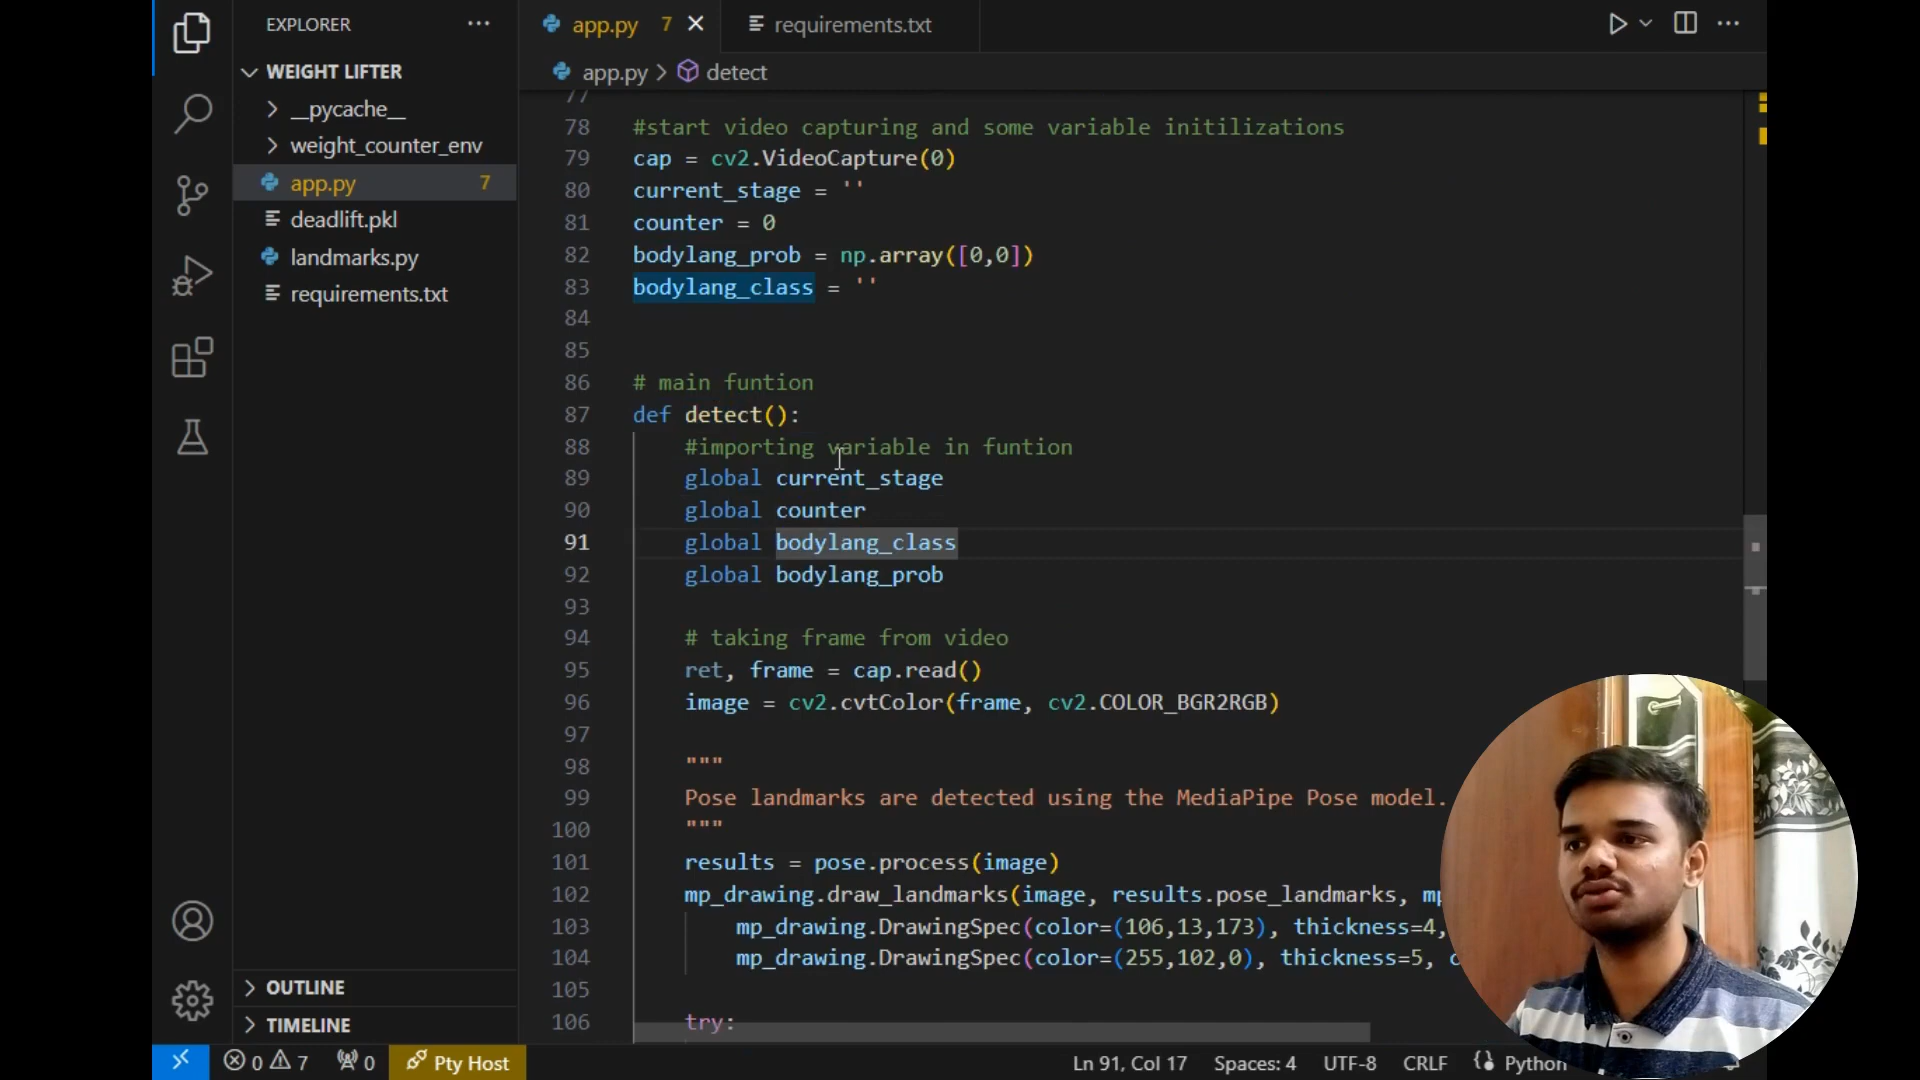 EXPLORER
app.py 7
requirements.txt
WEIGHT LIFTER
app.py > detect
__pycache__
weight_counter_env
app.py 7
deadlift.pkl
landmarks.py
requirements.txt
OUTLINE
TIMELINE
77
78 #start video capturing and some variable initilizations
79 cap = cv2.VideoCapture(0)
80 current_stage = ''
81 counter = 0
82 bodylang_prob = np.array([0,0])
83 bodylang_class = ''
84
85
86 # main funtion
87 def detect():
88 #importing variable in funtion
89 global current_stage
90 global counter
91 global bodylang_class
92 global bodylang_prob
93
94 # taking frame from video
95 ret, frame = cap.read()
96 image = cv2.cvtColor(frame, cv2.COLOR_BGR2RGB)
97
98 """
99 Pose landmarks are detected using the MediaPipe Pose model.
100 """
101 results = pose.process(image)
102 mp_drawing.draw_landmarks(image, results.pose_landmarks, mp
103 mp_drawing.DrawingSpec(color=(106,13,173), thickness=4,
104 mp_drawing.DrawingSpec(color=(255,102,0), thickness=5, c
105
106 try:
0 7 0 Pty Host Ln 91, Col 17 Spaces: 4 UTF-8 CRLF Python